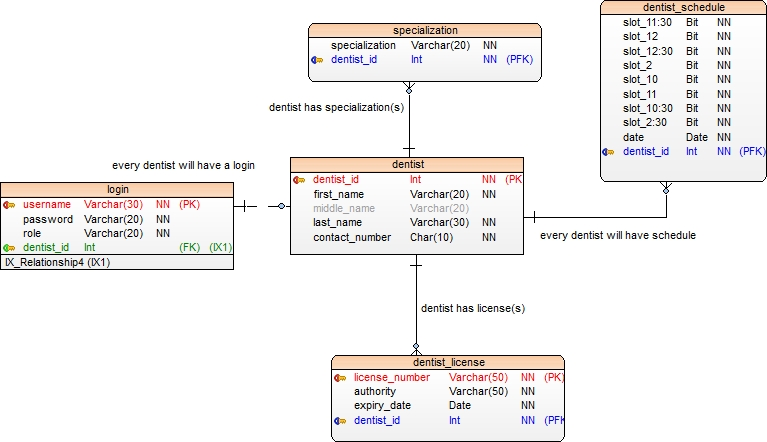 specialization
specialization Varchar(20) NN
dentist_id Int NN (PFK)
dentist has specialization(s)
dentist_schedule
slot_11:30 Bit NN
slot_12 Bit NN
slot_12:30 Bit NN
slot_2 Bit NN
slot_10 Bit NN
slot_11 Bit NN
slot_10:30 Bit NN
slot_2:30 Bit NN
date Date NN
dentist_id Int NN (PFK)
every dentist will have a login
login
username Varchar(30) NN (PK)
password Varchar(20) NN
role Varchar(20) NN
dentist_id Int (FK) (IX1)
IX_Relationship4 (IX1)
dentist
dentist_id Int NN (PK
first_name Varchar(20) NN
middle_name Varchar(20)
last_name Varchar(30) NN
contact_number Char(10) NN
every dentist will have schedule
dentist has license(s)
dentist_license
license_number Varchar(50) NN (PK)
authority Varchar(50) NN
expiry_date Date NN
dentist_id Int NN (PFK